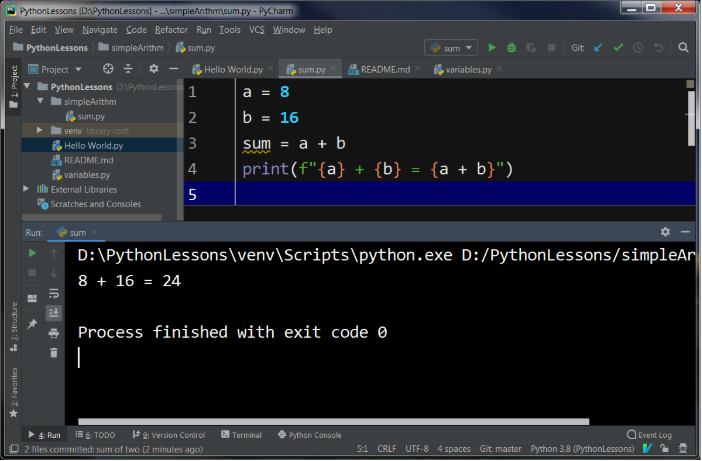 PythonLessons [D:\PythonLessons] - ...\simpleArithm\sum.py - PyCharm
File Edit View Navigate Code Refactor Run Tools VCS Window Help
PythonLessons simpleArithm sum.py sum Git:
1: Project
Project Hello World.py sum.py README.md variables.py
PythonLessons D:\PythonLessons
simpleArithm
sum.py
venv library root
Hello World.py
README.md
variables.py
External Libraries
Scratches and Consoles
1 a = 8
2 b = 16
3 sum = a + b
4 print(f"{a} + {b} = {a + b}")
5
Run: sum
D:\PythonLessons\venv\Scripts\python.exe D:/PythonLessons/simpleAr
8 + 16 = 24
Process finished with exit code 0
7: Structure
2: Favorites
4: Run 6: TODO 9: Version Control Terminal Python Console Event Log
2 files committed: sum of two (2 minutes ago) 5:1 CRLF UTF-8 4 spaces Git: master Python 3.8 (PythonLessons)